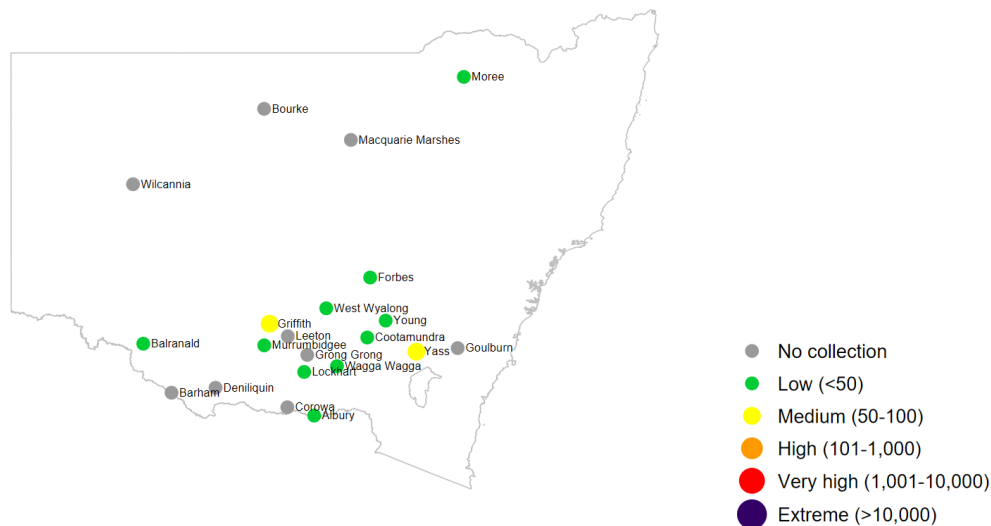 Moree
Bourke
Macquarie Marshes
Wilcannia
Forbes
West Wyalong
Young
Griffith
Leeton
Cootamundra
Balranald
Murrumbidgee
Goulburn
Yass
Grong Grong
Wagga Wagga
Lockhart
Deniliquin
Barham
Corowa
Albury
No collection
Low (<50)
Medium (50-100)
High (101-1,000)
Very high (1,001-10,000)
Extreme (>10,000)